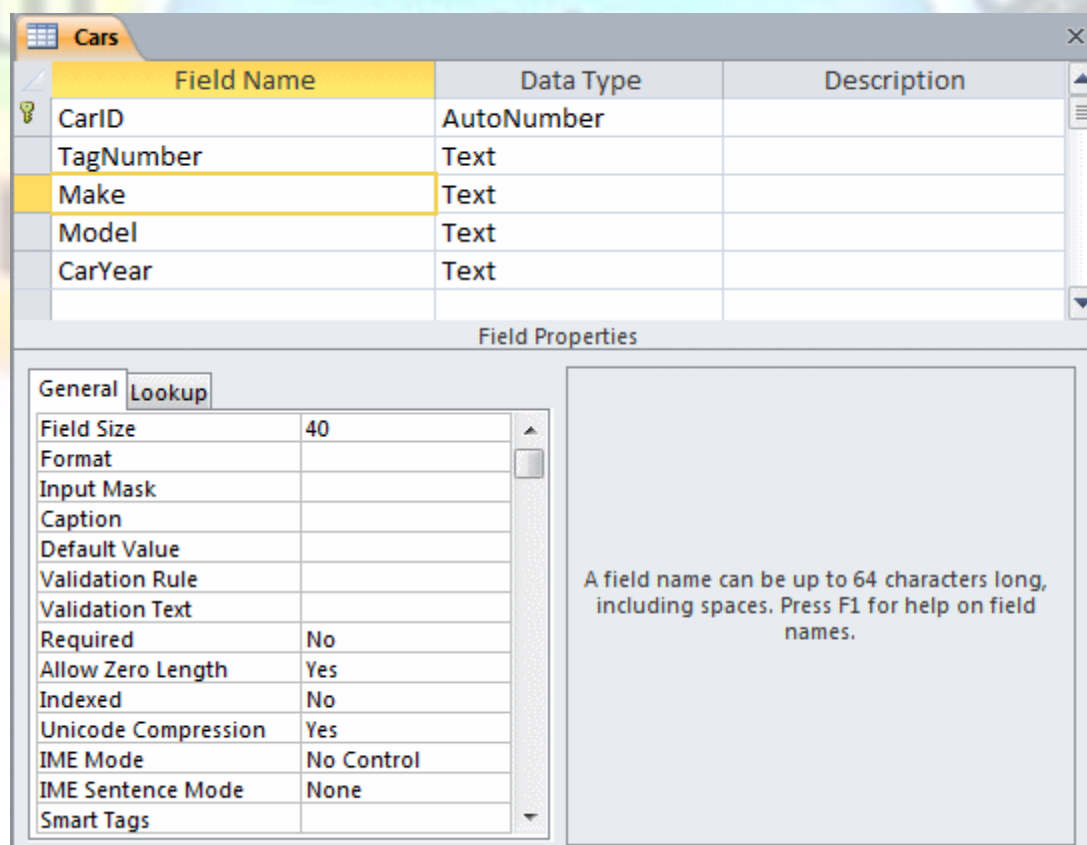 Cars
Field Name Data Type Description
CarID AutoNumber
TagNumber Text
Make Text
Model Text
CarYear Text
Field Properties
General Lookup
Field Size 40
Format
Input Mask
Caption
Default Value
Validation Rule
Validation Text
Required No
Allow Zero Length Yes
Indexed No
Unicode Compression Yes
IME Mode No Control
IME Sentence Mode None
Smart Tags
A field name can be up to 64 characters long,
including spaces. Press F1 for help on field
names.